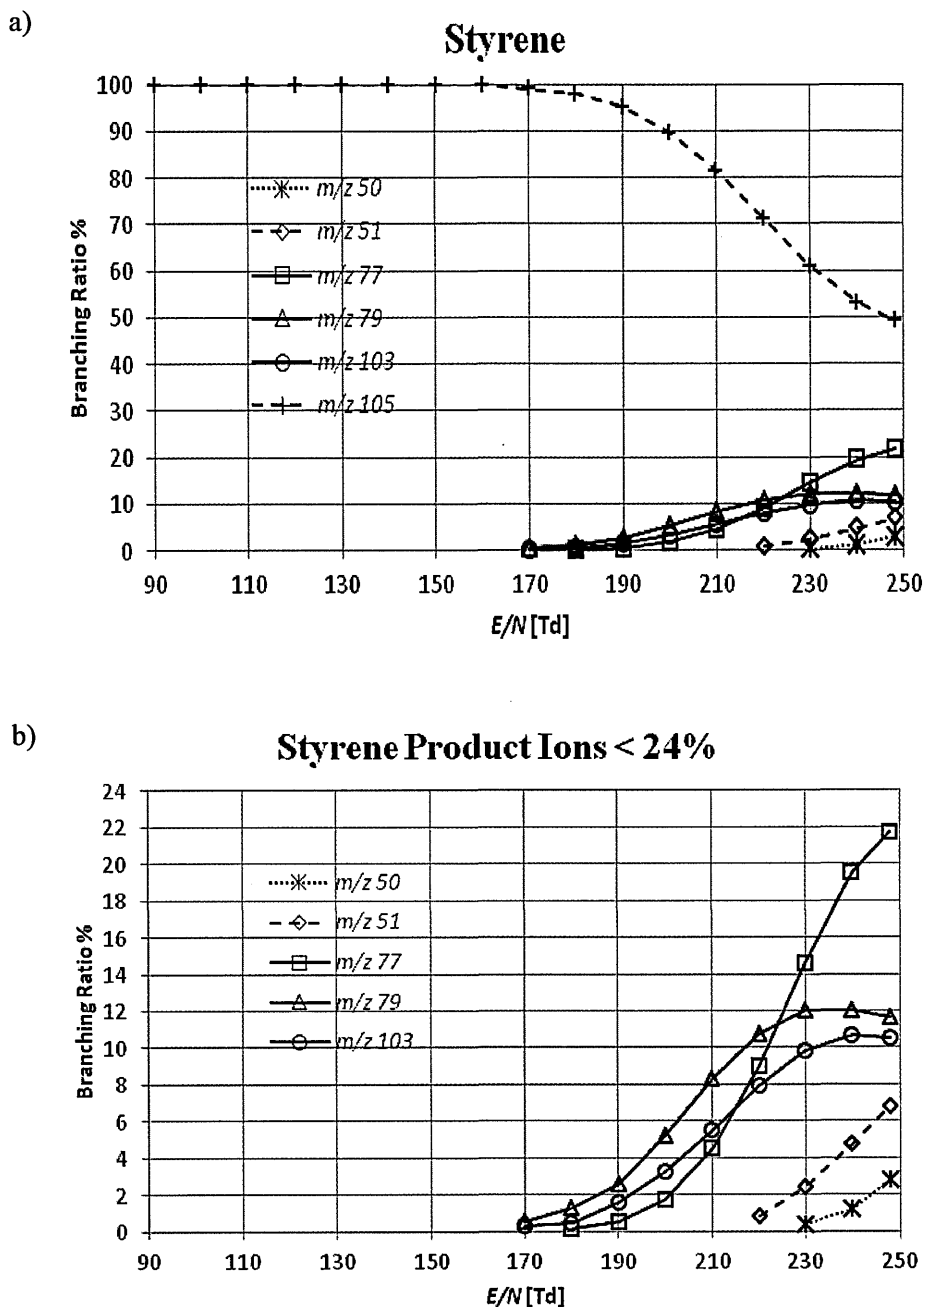 a)
Styrene
100
90
80
70
60
50
40
30
20
10
0
Branching Ratio %
m/z 50
m/z 51
m/z 77
m/z 79
m/z 103
m/z 105
90 110 130 150 170 190 210 230 250
E/N [Td]
b)
Styrene Product Ions < 24%
24
22
20
18
16
14
12
10
8
6
4
2
0
Branching Ratio %
m/z 50
m/z 51
m/z 77
m/z 79
m/z 103
90 110 130 150 170 190 210 230 250
E/N [Td]